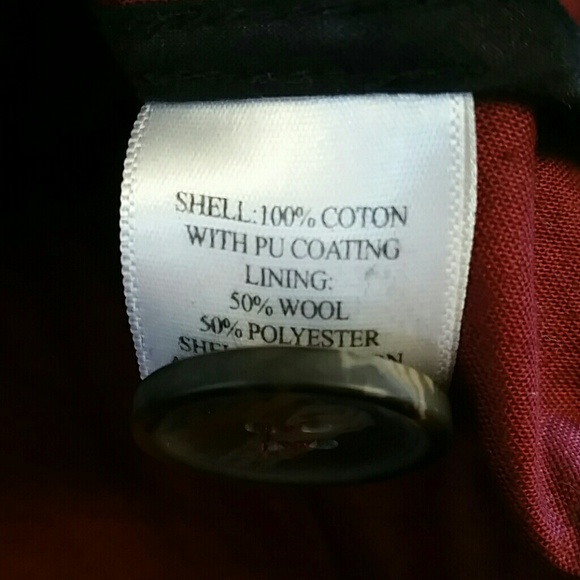 SHELL:100% COTON
WITH PU COATING
LINING:
50% WOOL
50% POLYESTER